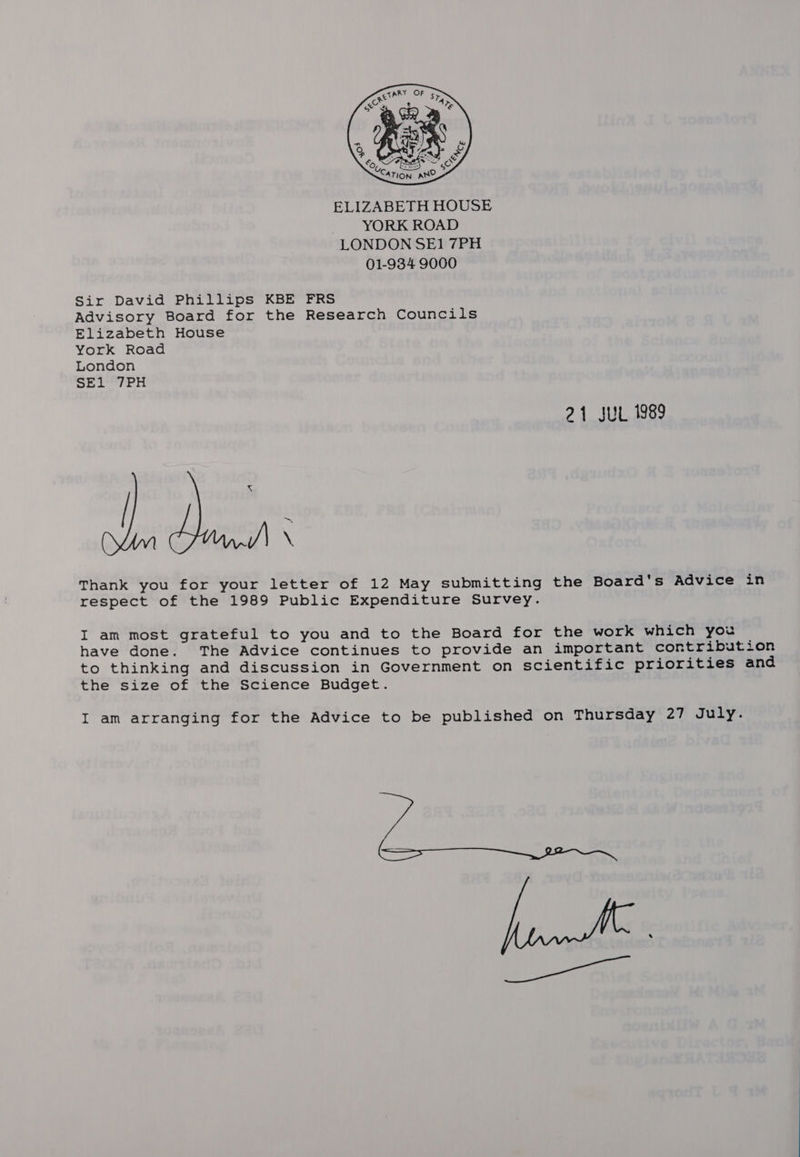 SECRETARY OF STATE
FOR EDUCATION AND SCIENCE
ELIZABETH HOUSE
YORK ROAD
LONDON SE1 7PH
01-934 9000
Sir David Phillips KBE FRS
Advisory Board for the Research Councils
Elizabeth House
York Road
London
SE1 7PH
21 JUL 1989
Thank you for your letter of 12 May submitting the Board's Advice in
respect of the 1989 Public Expenditure Survey.
I am most grateful to you and to the Board for the work which you
have done. The Advice continues to provide an important contribution
to thinking and discussion in Government on scientific priorities and
the size of the Science Budget.
I am arranging for the Advice to be published on Thursday 27 July.